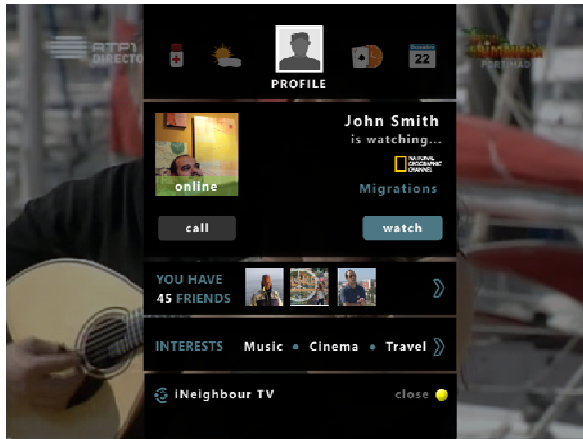 RTP1
DIRECTO
Dezembro
22
PROFILE
John Smith
is watching...
NATIONAL
GEOGRAPHIC
CHANNEL
Migrations
online
call
watch
YOU HAVE
45 FRIENDS
INTERESTS Music • Cinema • Travel
iNeighbour TV
close